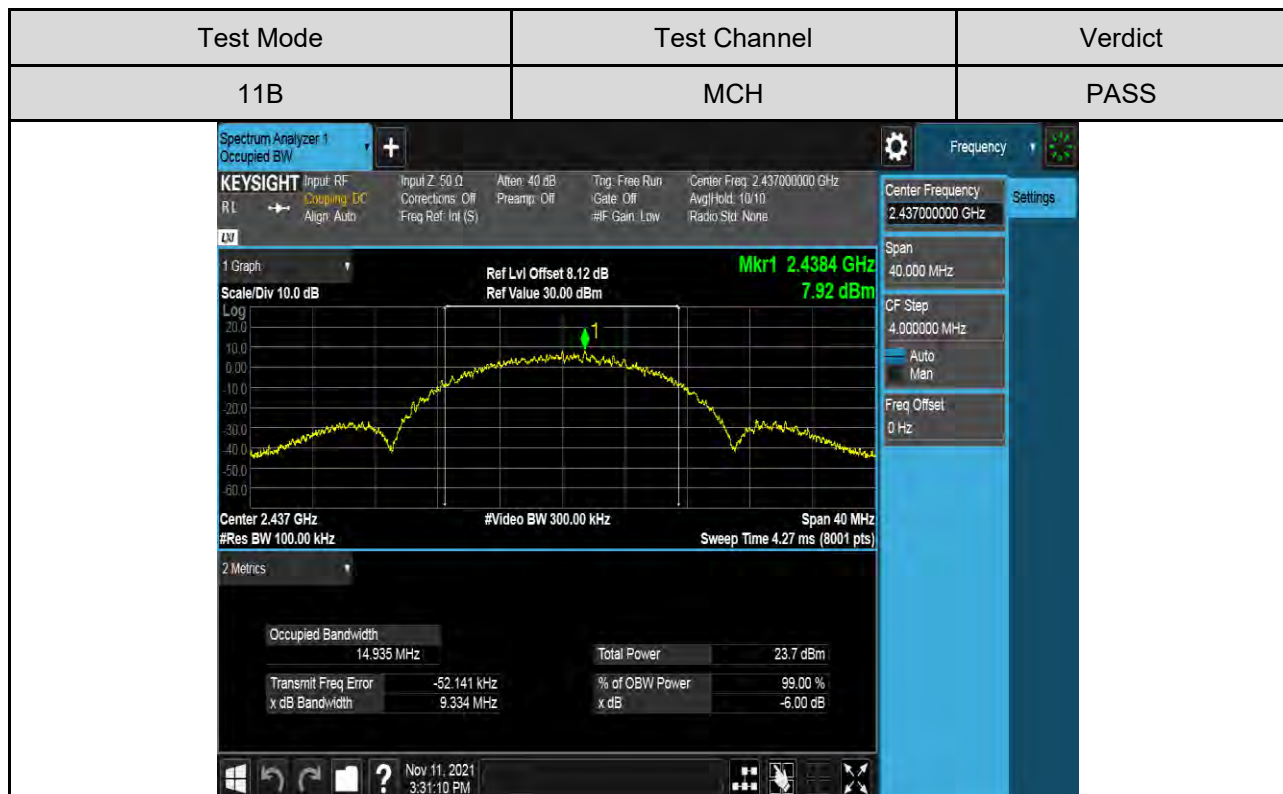 Test Mode Test Channel Verdict
11B MCH PASS
Spectrum Analyzer 1
Occupied BW
+
Frequency
KEYSIGHT Input: RF Input Z: 50 Ω Atten: 40 dB Trig: Free Run Center Freq: 2.437000000 GHz
RL Coupling: DC Corrections: Off Preamp: Off Gate: Off Avg|Hold: 10/10
Align: Auto Freq Ref: Int (S) #IF Gain: Low Radio Std: None
LXI
Center Frequency
2.437000000 GHz
Settings
Span
40.000 MHz
CF Step
4.000000 MHz
Auto
Man
Freq Offset
0 Hz
1 Graph Ref Lvl Offset 8.12 dB Mkr1 2.4384 GHz
Scale/Div 10.0 dB Ref Value 30.00 dBm 7.92 dBm
Log
20.0
1
10.0
0.00
-10.0
-20.0
-30.0
-40.0
-50.0
-60.0
Center 2.437 GHz #Video BW 300.00 kHz Span 40 MHz
#Res BW 100.00 kHz Sweep Time 4.27 ms (8001 pts)
2 Metrics
Occupied Bandwidth
14.935 MHz Total Power 23.7 dBm
Transmit Freq Error -52.141 kHz % of OBW Power 99.00 %
x dB Bandwidth 9.334 MHz x dB -6.00 dB
? Nov 11, 2021
3:31:10 PM